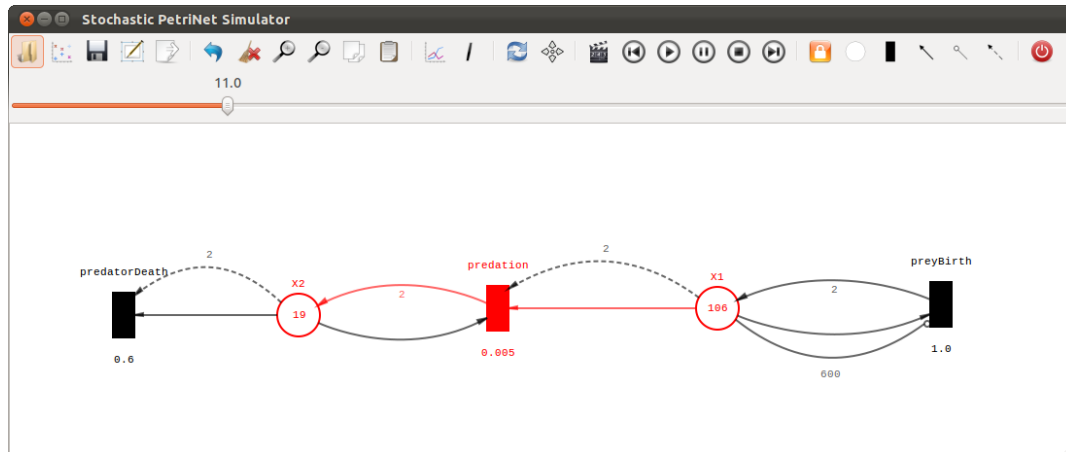 Stochastic PetriNet Simulator
11.0
2
2
predatorDeath
predation
preyBirth
X2
X1
2
2
19
106
0.6
0.005
1.0
600